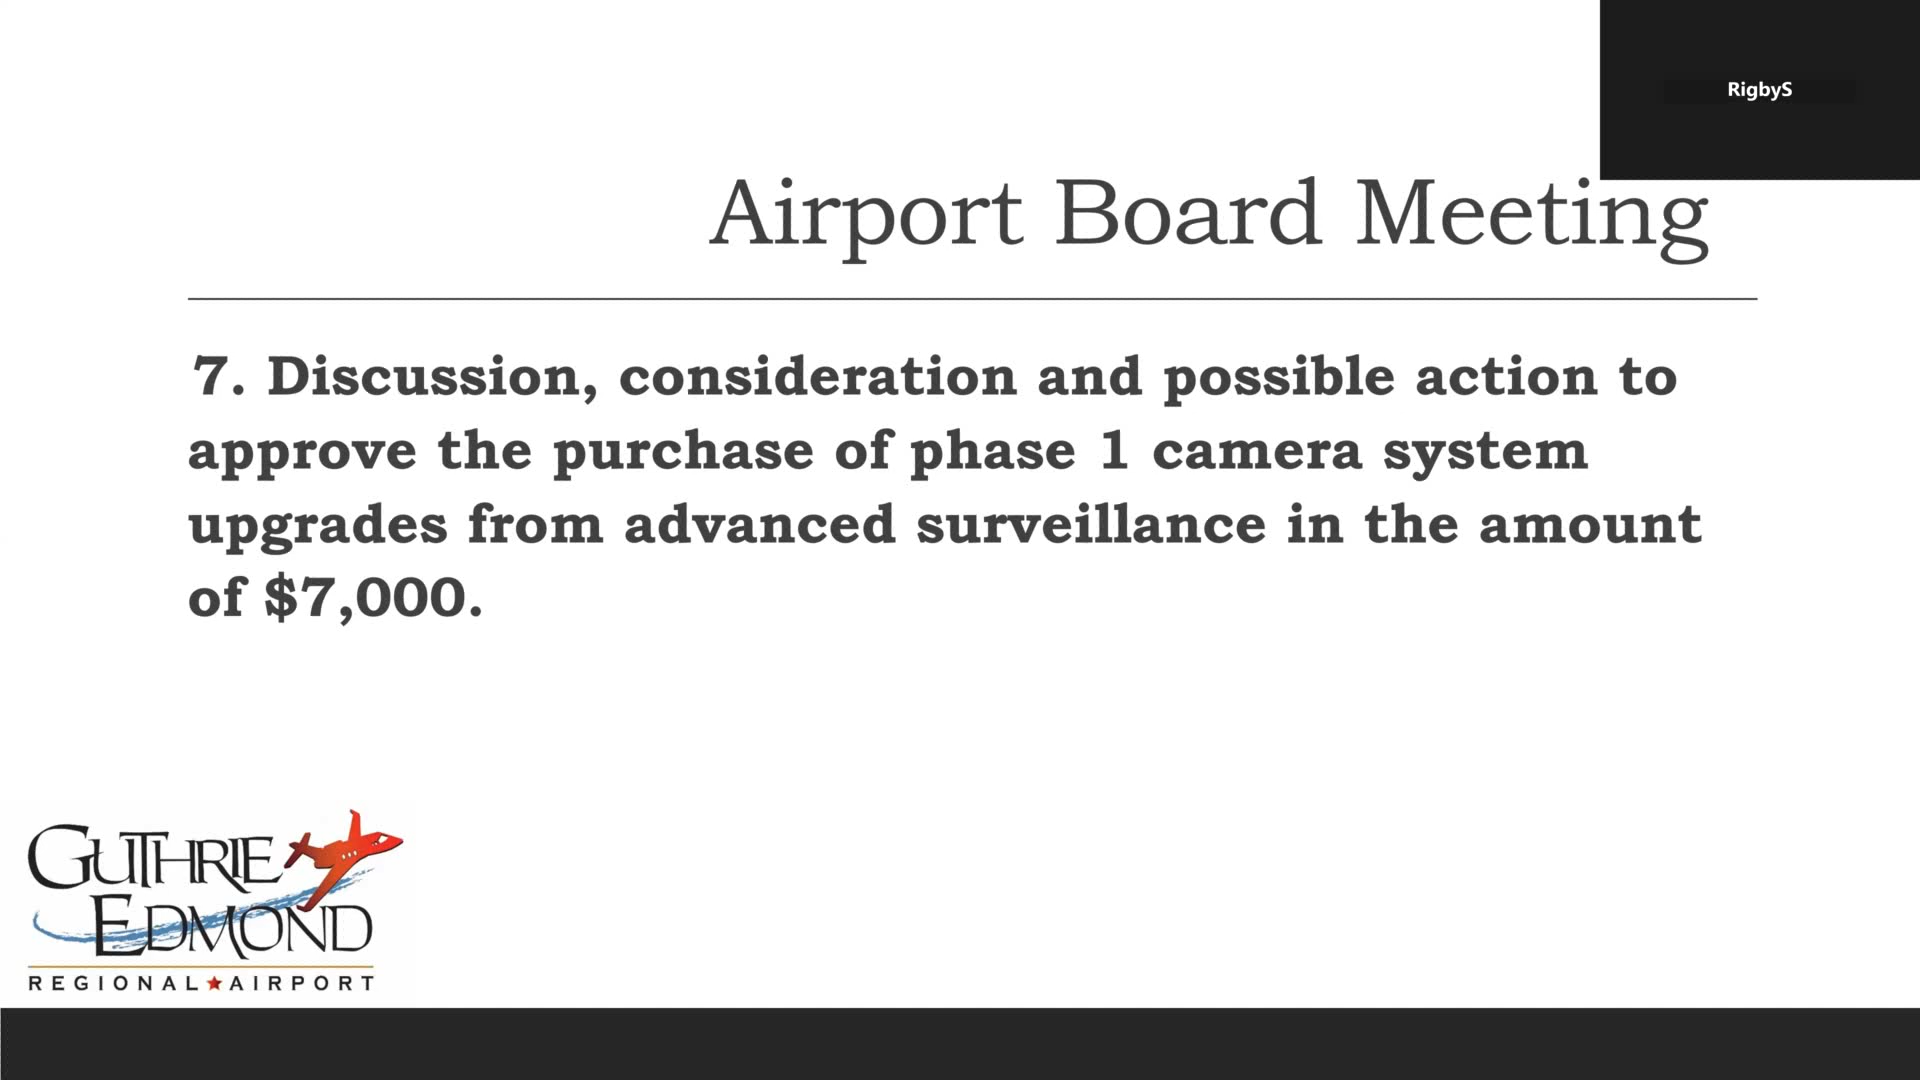 RigbyS
Airport Board Meeting
7. Discussion, consideration and possible action to
approve the purchase of phase 1 camera system
upgrades from advanced surveillance in the amount
of $7,000.
GUTHRIE
EDMOND
REGIONAL★AIRPORT